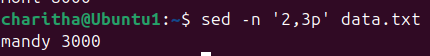 charitha@Ubuntu1:~$ sed -n '2,3p' data.txt
mandy 3000